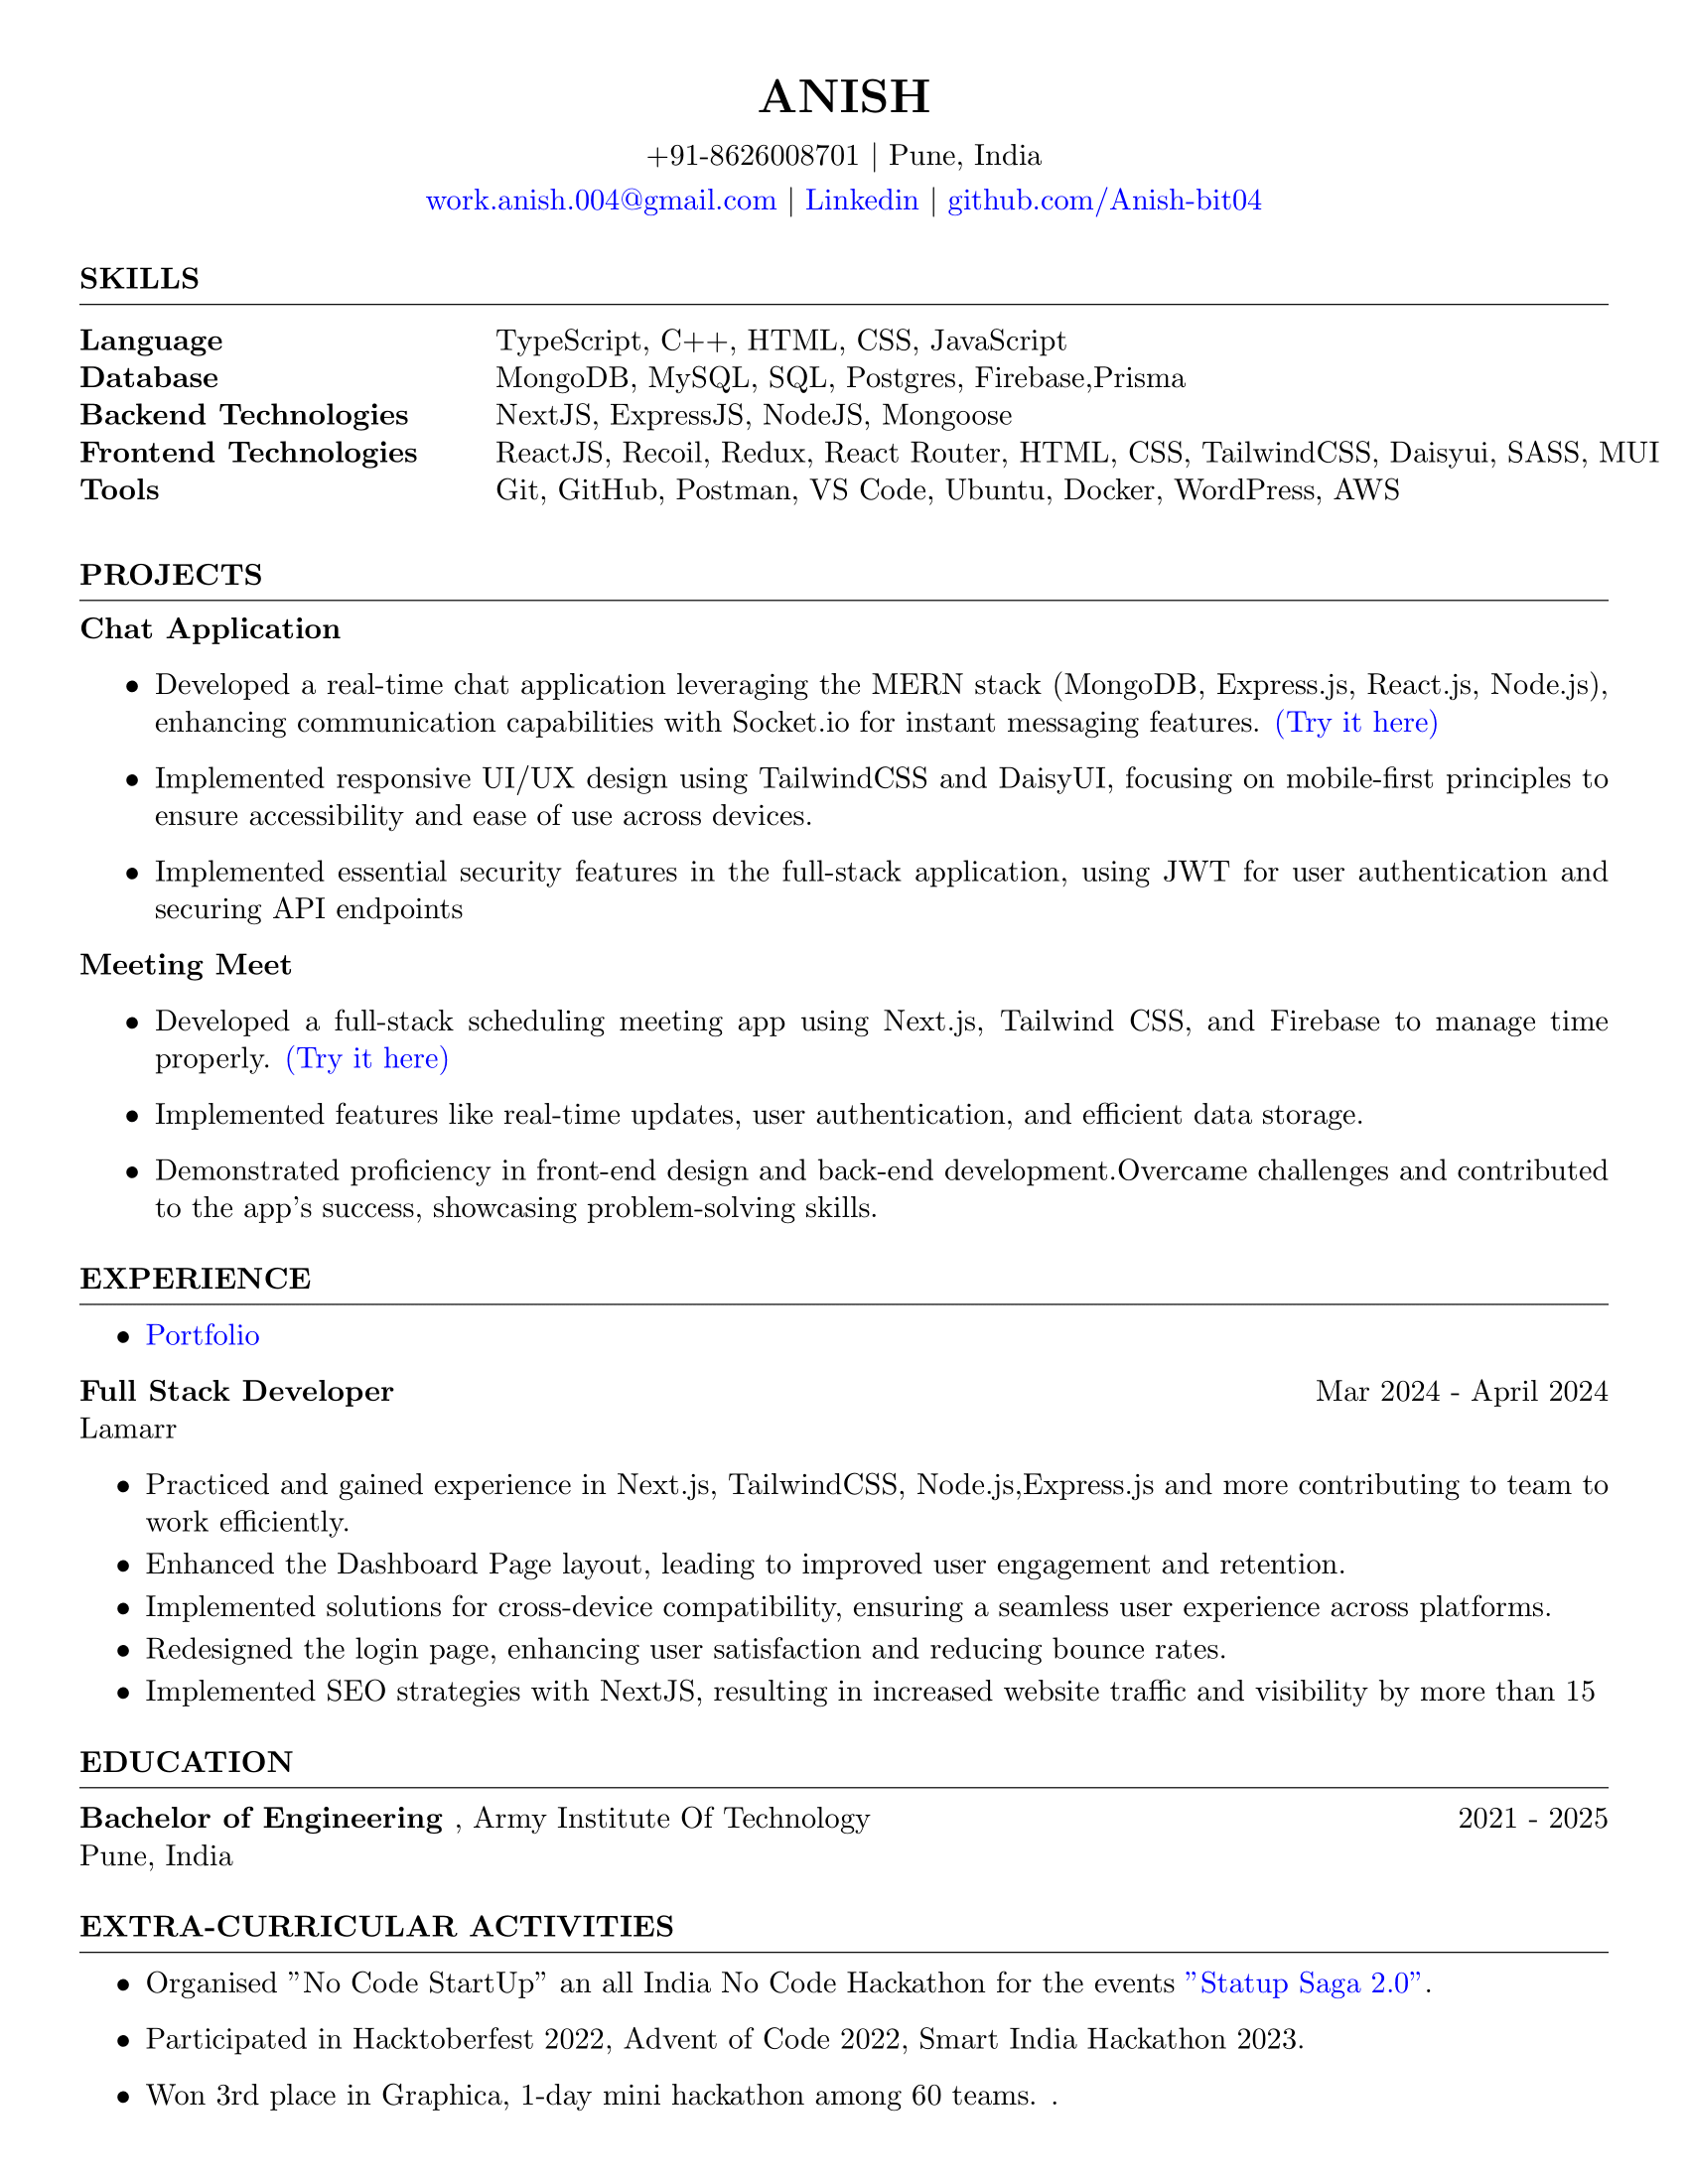 ANISH
+91-8626008701 | Pune, India
work.anish.004@gmail.com | Linkedin | github.com/Anish-bit04
SKILLS
Language TypeScript, C++, HTML, CSS, JavaScript
Database MongoDB, MySQL, SQL, Postgres, Firebase,Prisma
Backend Technologies NextJS, ExpressJS, NodeJS, Mongoose
Frontend Technologies ReactJS, Recoil, Redux, React Router, HTML, CSS, TailwindCSS, Daisyui, SASS, MUI
Tools Git, GitHub, Postman, VS Code, Ubuntu, Docker, WordPress, AWS
PROJECTS
Chat Application
• Developed a real-time chat application leveraging the MERN stack (MongoDB, Express.js, React.js, Node.js),
enhancing communication capabilities with Socket.io for instant messaging features. (Try it here)
• Implemented responsive UI/UX design using TailwindCSS and DaisyUI, focusing on mobile-first principles to
ensure accessibility and ease of use across devices.
• Implemented essential security features in the full-stack application, using JWT for user authentication and
securing API endpoints
Meeting Meet
• Developed a full-stack scheduling meeting app using Next.js, Tailwind CSS, and Firebase to manage time
properly. (Try it here)
• Implemented features like real-time updates, user authentication, and efficient data storage.
• Demonstrated proficiency in front-end design and back-end development.Overcame challenges and contributed
to the app's success, showcasing problem-solving skills.
EXPERIENCE
• Portfolio
Full Stack Developer Mar 2024 - April 2024
Lamarr
• Practiced and gained experience in Next.js, TailwindCSS, Node.js,Express.js and more contributing to team to
work efficiently.
• Enhanced the Dashboard Page layout, leading to improved user engagement and retention.
• Implemented solutions for cross-device compatibility, ensuring a seamless user experience across platforms.
• Redesigned the login page, enhancing user satisfaction and reducing bounce rates.
• Implemented SEO strategies with NextJS, resulting in increased website traffic and visibility by more than 15
EDUCATION
Bachelor of Engineering , Army Institute Of Technology 2021 - 2025
Pune, India
EXTRA-CURRICULAR ACTIVITIES
• Organised ”No Code StartUp” an all India No Code Hackathon for the events ”Statup Saga 2.0”.
• Participated in Hacktoberfest 2022, Advent of Code 2022, Smart India Hackathon 2023.
• Won 3rd place in Graphica, 1-day mini hackathon among 60 teams. .